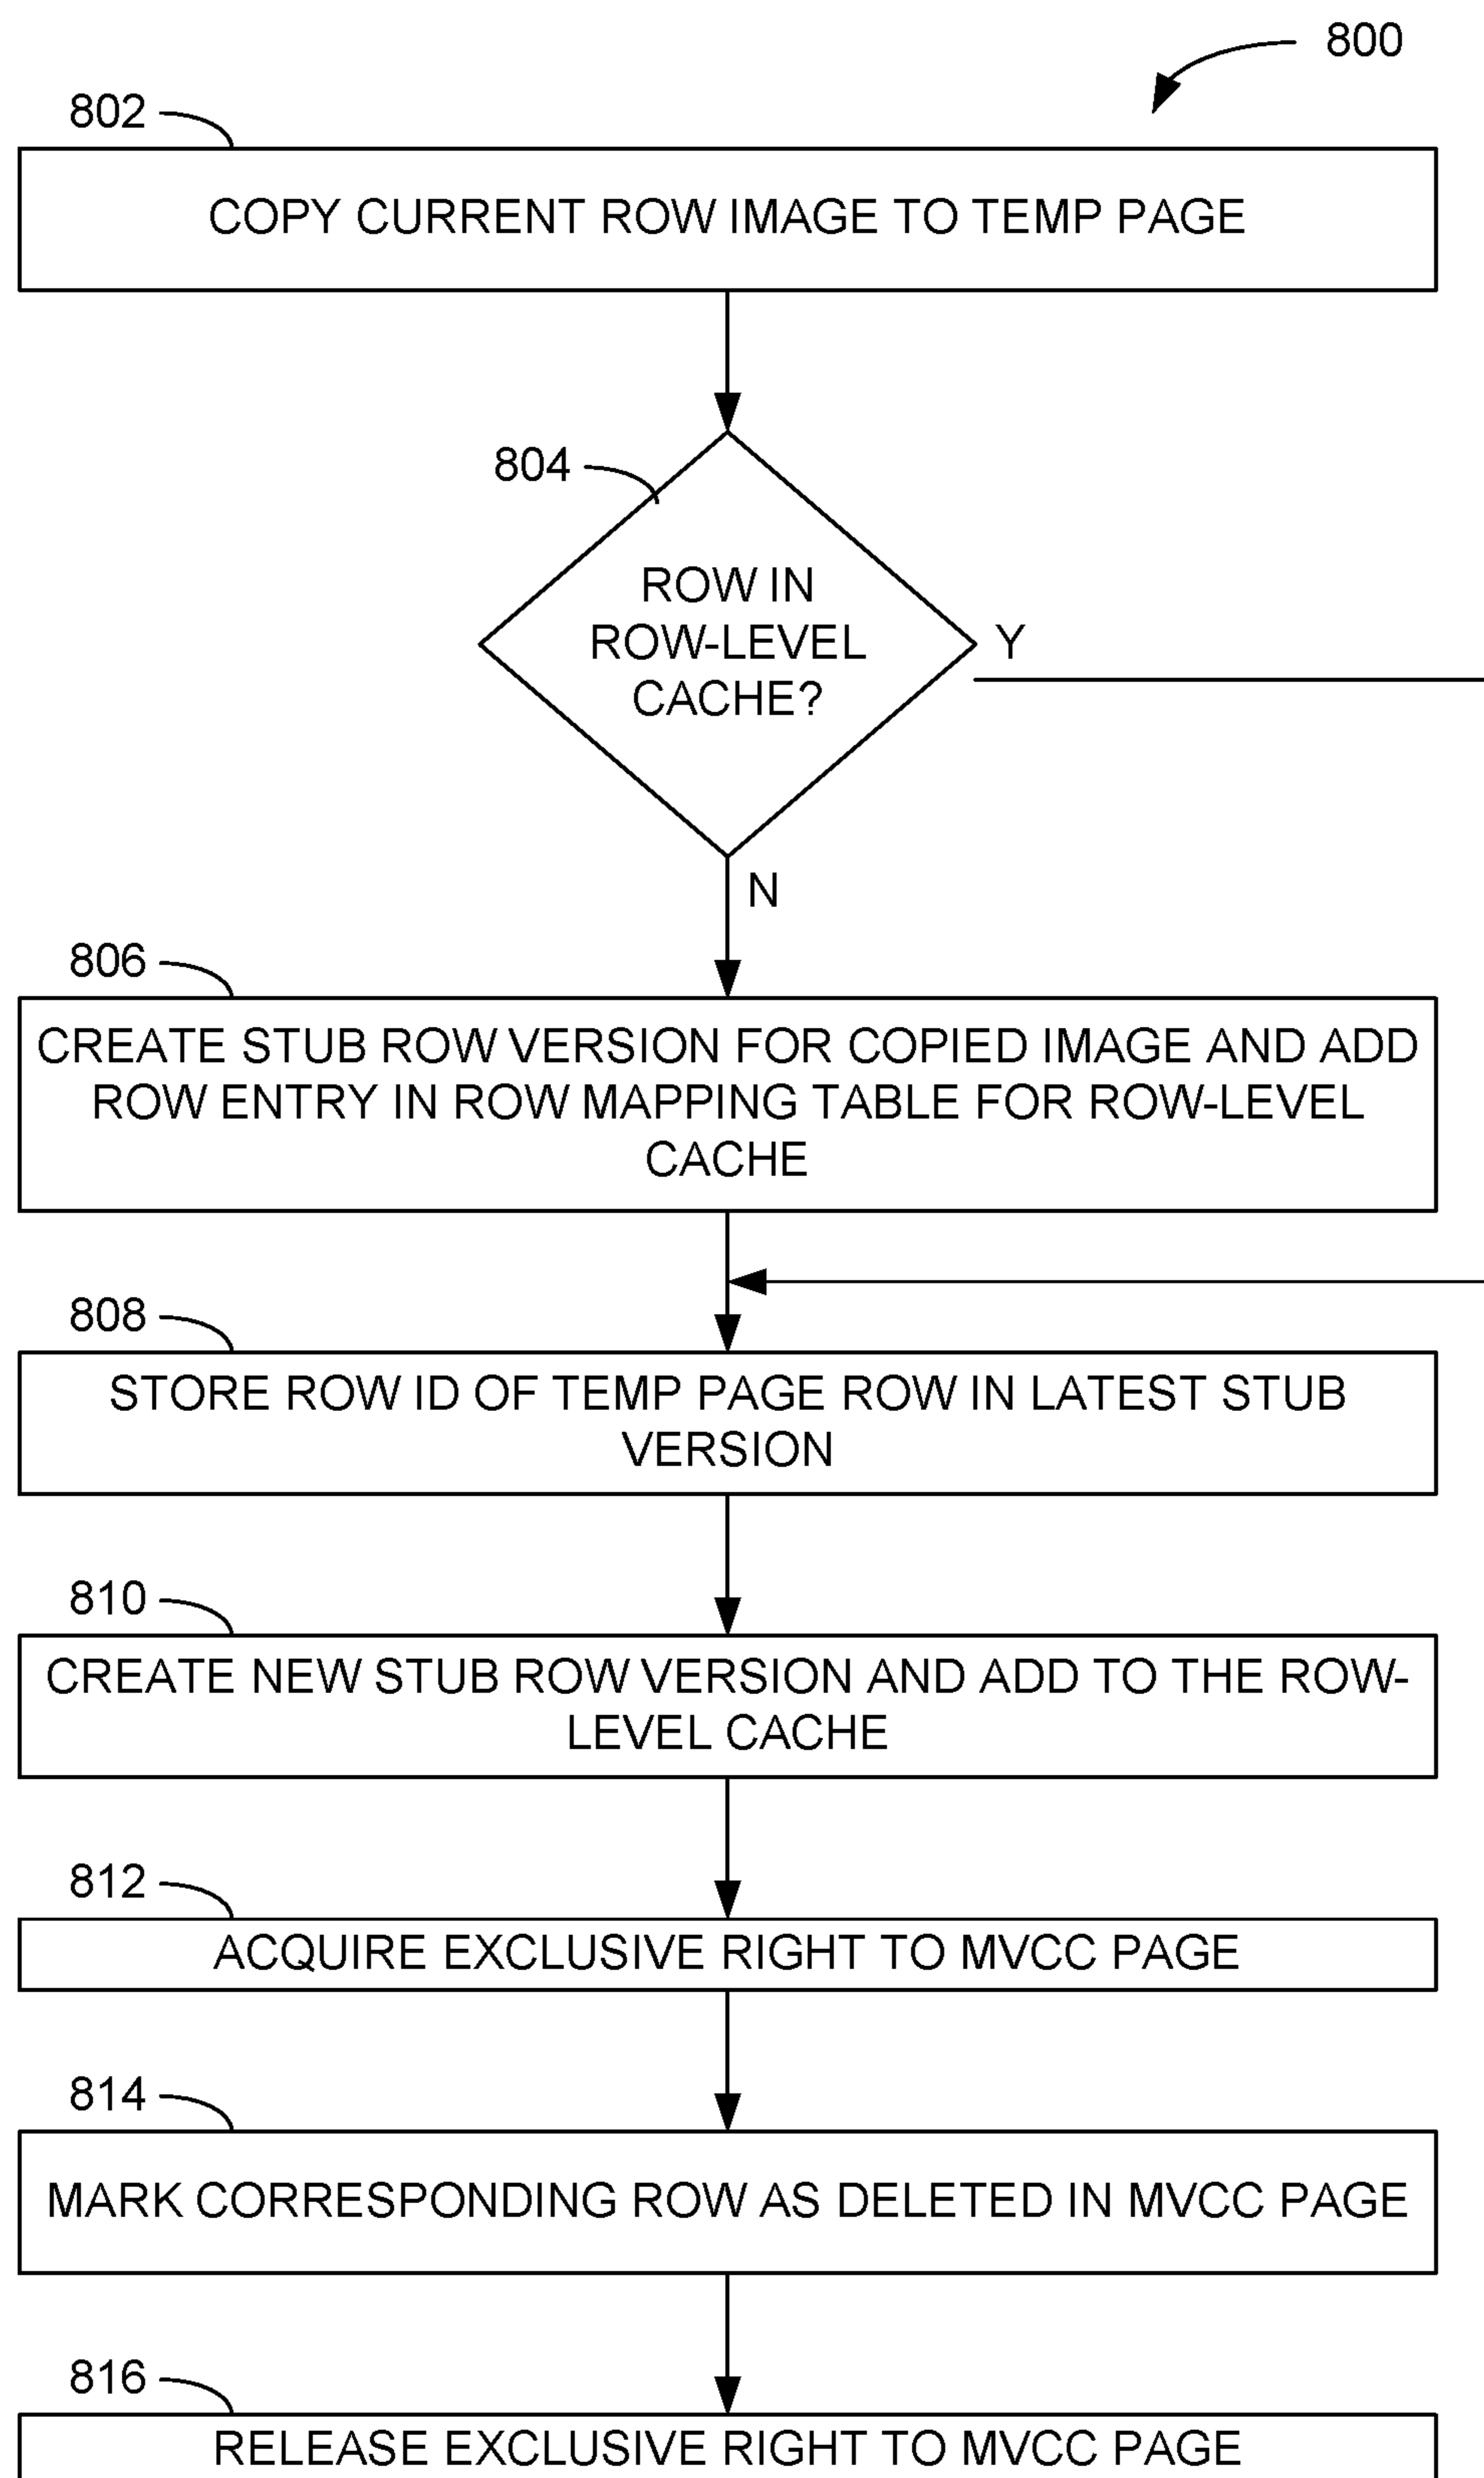 800
802
COPY CURRENT ROW IMAGE TO TEMP PAGE
804
ROW IN
ROW-LEVEL
CACHE?
Y
N
806
CREATE STUB ROW VERSION FOR COPIED IMAGE AND ADD
ROW ENTRY IN ROW MAPPING TABLE FOR ROW-LEVEL
CACHE
808
STORE ROW ID OF TEMP PAGE ROW IN LATEST STUB
VERSION
810
CREATE NEW STUB ROW VERSION AND ADD TO THE ROW-
LEVEL CACHE
812
ACQUIRE EXCLUSIVE RIGHT TO MVCC PAGE
814
MARK CORRESPONDING ROW AS DELETED IN MVCC PAGE
816
RELEASE EXCLUSIVE RIGHT TO MVCC PAGE